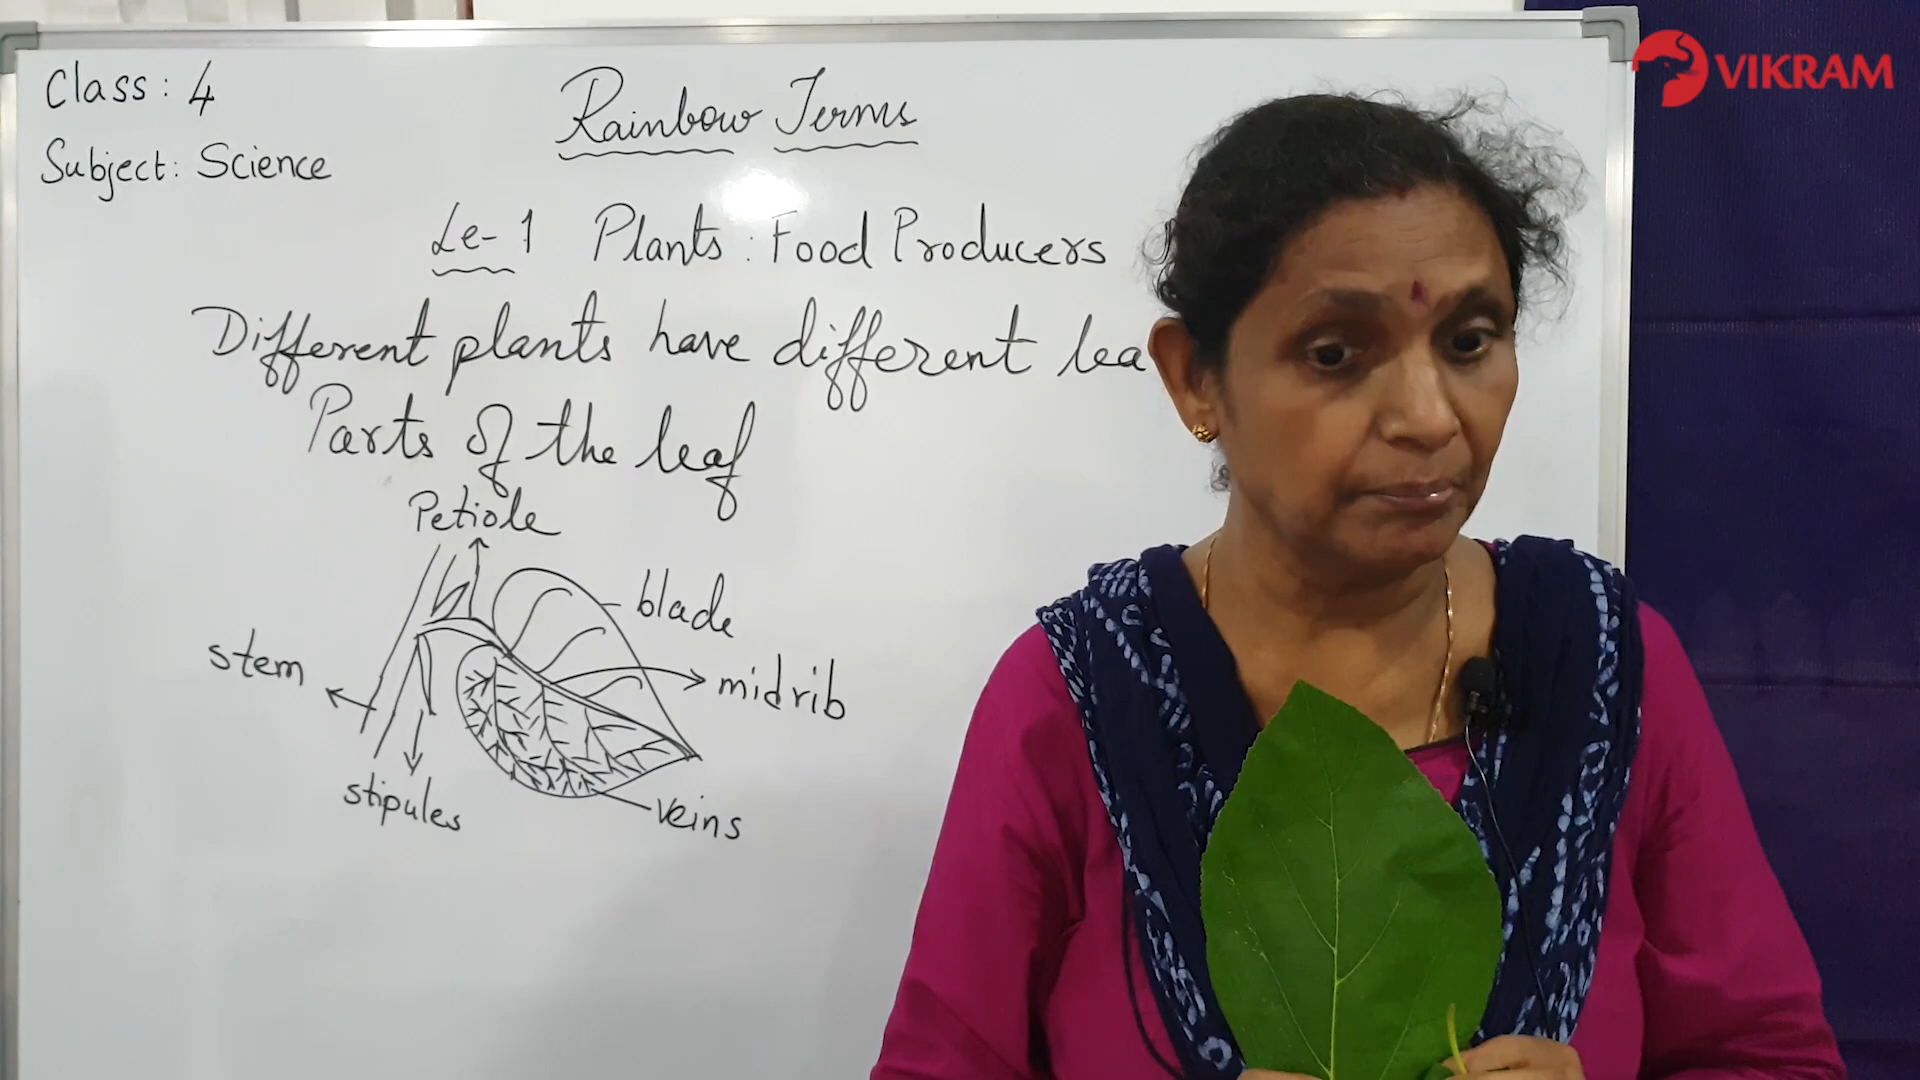 Class: 4
Subject: Science
Rainbow Terms
Le-1 Plants: Food Producers
Different plants have different lea
Parts of the leaf
Petiole
blade
stem
midrib
stipules
veins
VIKRAM